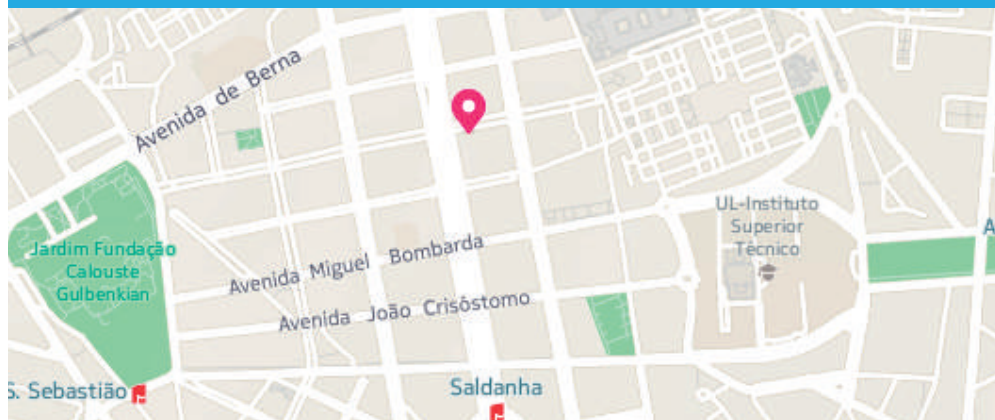 Avenida de Berna
UL-Instituto
Superior
Técnico
Jardim Fundação
Calouste
Gulbenkian
Avenida Miguel Bombarda
Avenida João Crisóstomo
S. Sebastião
Saldanha
A